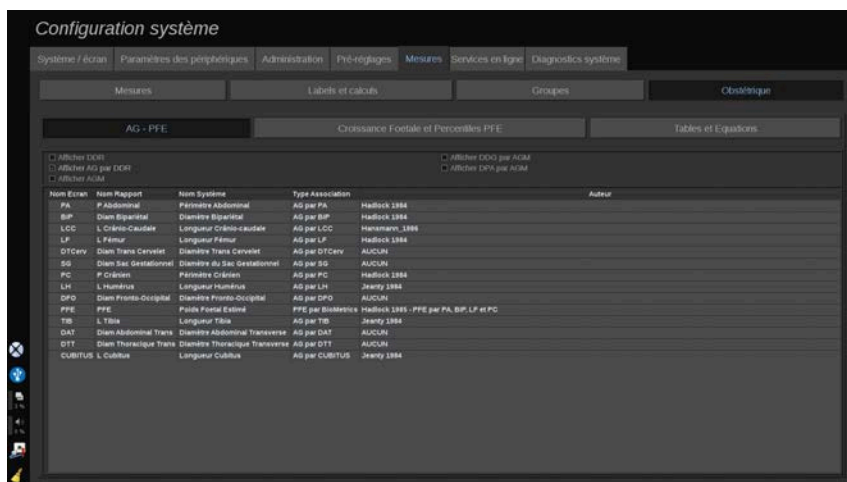 Configuration système
Système / écran Paramètres des périphériques Administration Pré-réglages Mesures Services en ligne Diagnostics système
Mesures Labels et calculs Groupes Obstétrique
AG - PFE Croissance Foetale et Percentiles PFE Tables et Equations
Afficher DDR Afficher DDG par AGM
Afficher AG par DDR Afficher DPA par AGM
Afficher AGM
Nom Ecran Nom Rapport Nom Système Type Association Auteur
PA P Abdominal Périmètre Abdominal AG par PA Hadlock 1984
BIP Diam Bipariétal Diamètre Bipariétal AG par BIP Hadlock 1984
LCC L Crânio-Caudale Longueur Crânio-caudale AG par LCC Hansmann_1986
LF L Fémur Longueur Fémur AG par LF Hadlock 1984
DTCerv Diam Trans Cervelet Diamètre Trans Cervelet AG par DTCerv AUCUN
SG Diam Sac Gestationnel Diamètre du Sac Gestationnel AG par SG AUCUN
PC P Crânien Périmètre Crânien AG par PC Hadlock 1984
LH L Humérus Longueur Humérus AG par LH Jeanty 1984
DFO Diam Fronto-Occipital Diamètre Fronto-Occipital AG par DFO AUCUN
PFE PFE Poids Foetal Estimé PFE par BioMetrics Hadlock 1985 - PFE par PA, BIP, LF et PC
TIB L Tibia Longueur Tibia AG par TIB Jeanty 1984
DAT Diam Abdominal Trans Diamètre Abdominal Transverse AG par DAT AUCUN
DTT Diam Thoracique Trans Diamètre Thoracique Transverse AG par DTT AUCUN
CUBITUS L Cubitus Longueur Cubitus AG par CUBITUS Jeanty 1984